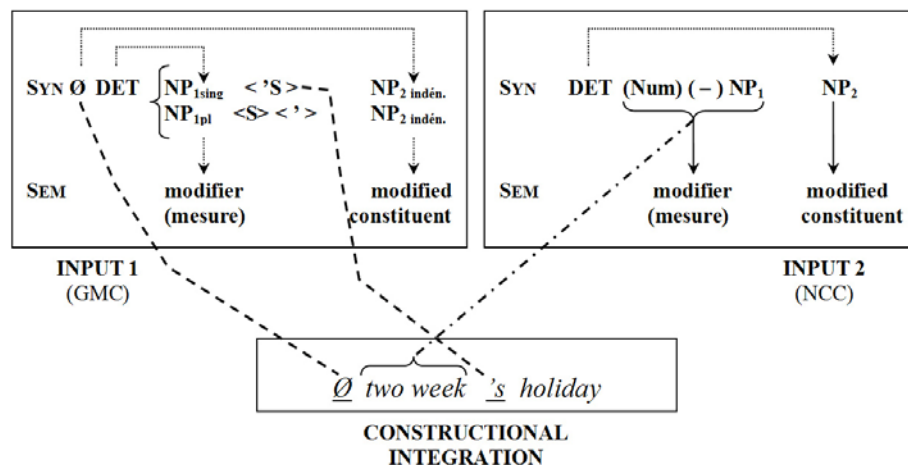 SYN Ø DET { NP1sing <'S> NP2 indén.
NP1pl <S> <'> NP2 indén.
SEM modifier modified
(mesure) constituent
INPUT 1
(GMC)
SYN DET (Num) (–) NP1 NP2
SEM modifier modified
(mesure) constituent
INPUT 2
(NCC)
Ø two week 's holiday
CONSTRUCTIONAL
INTEGRATION